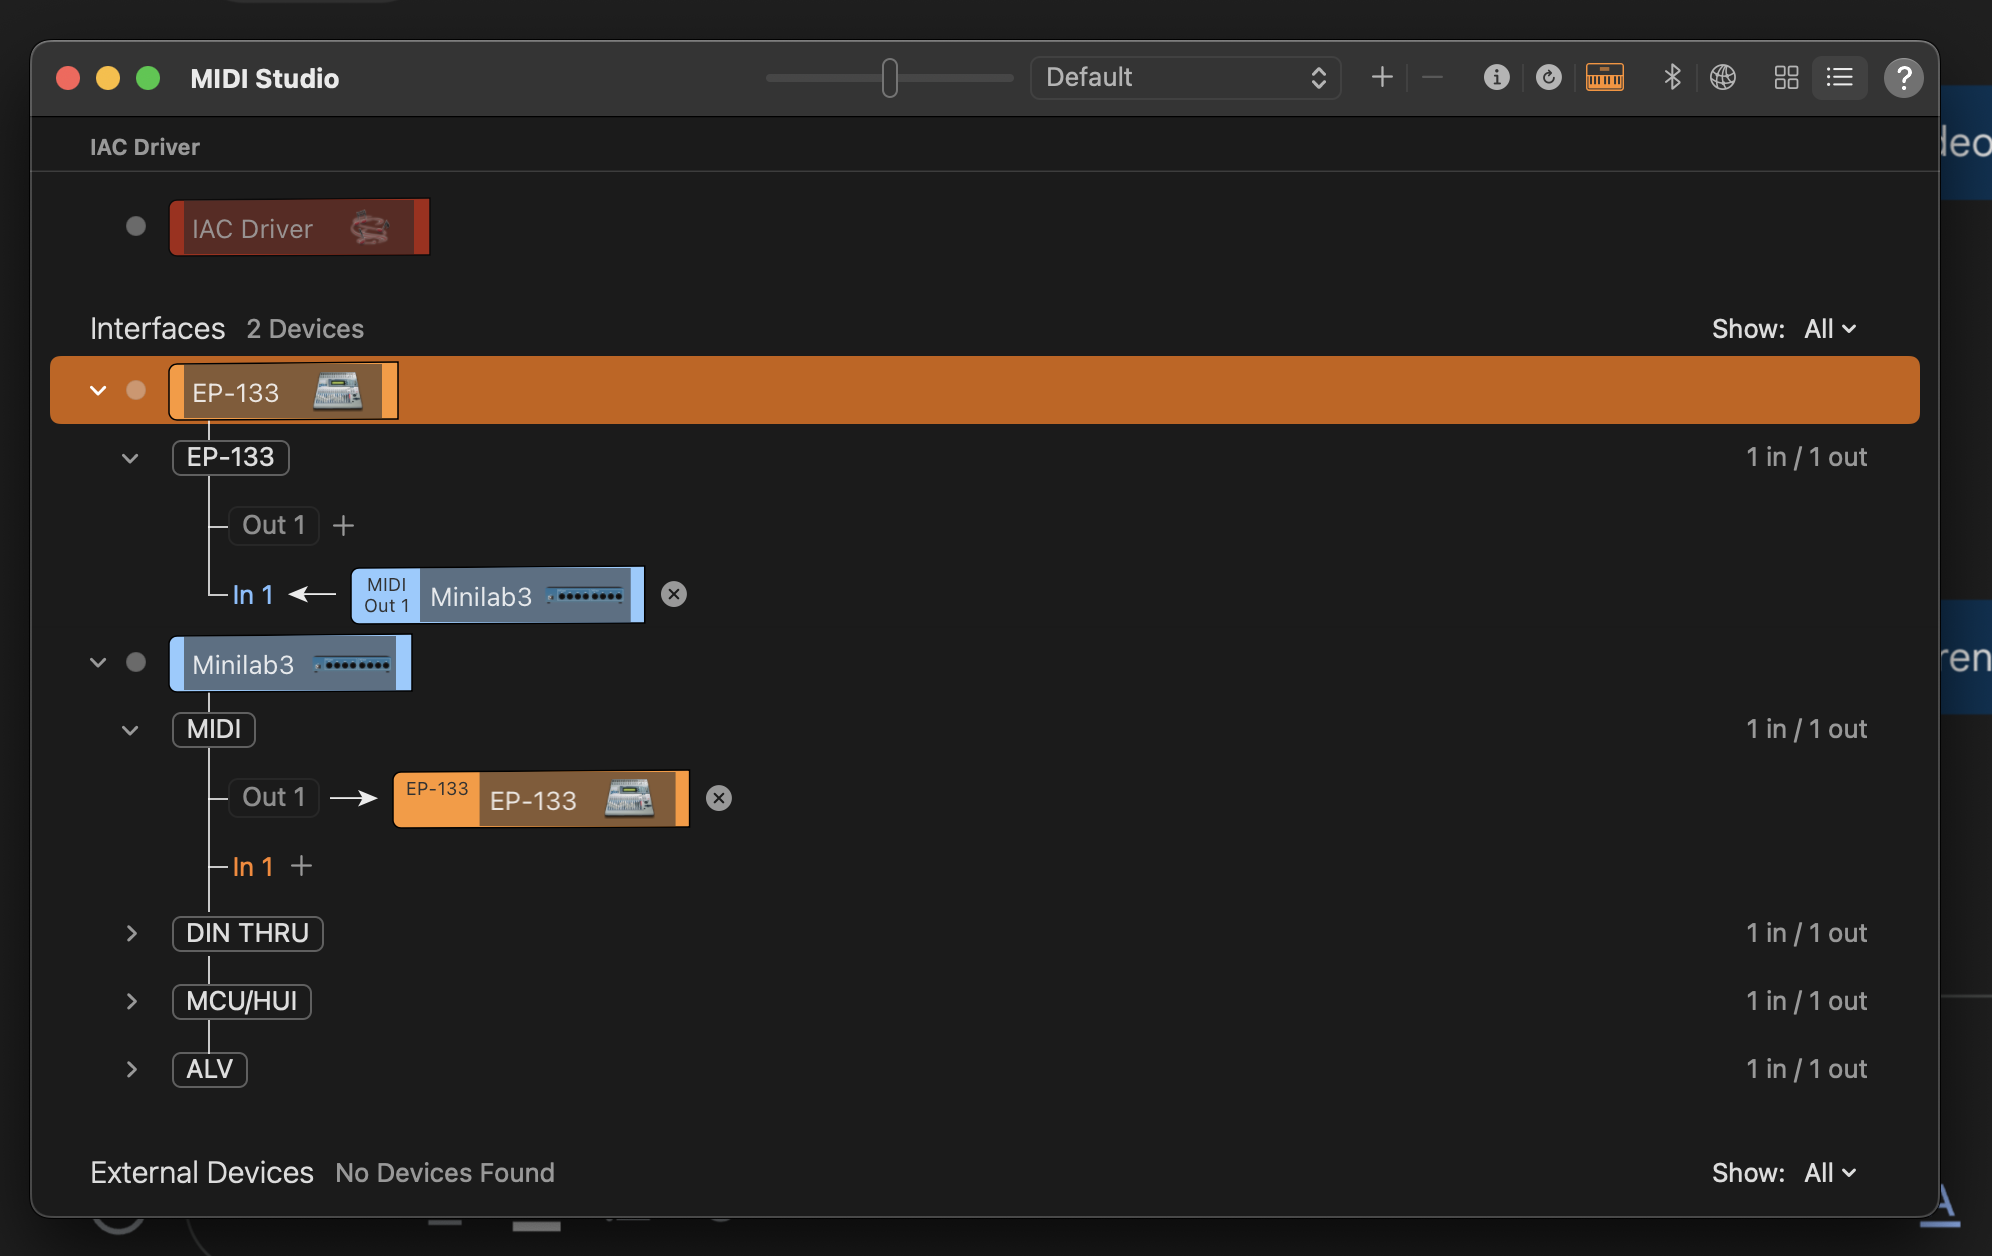 MIDI Studio
Default
IAC Driver
IAC Driver
Interfaces 2 Devices
Show: All
EP-133
EP-133
1 in / 1 out
Out 1
In 1
MIDI
Out 1
Minilab3
Minilab3
MIDI
1 in / 1 out
Out 1
EP-133
EP-133
In 1
DIN THRU
1 in / 1 out
MCU/HUI
1 in / 1 out
ALV
1 in / 1 out
External Devices No Devices Found
Show: All
A